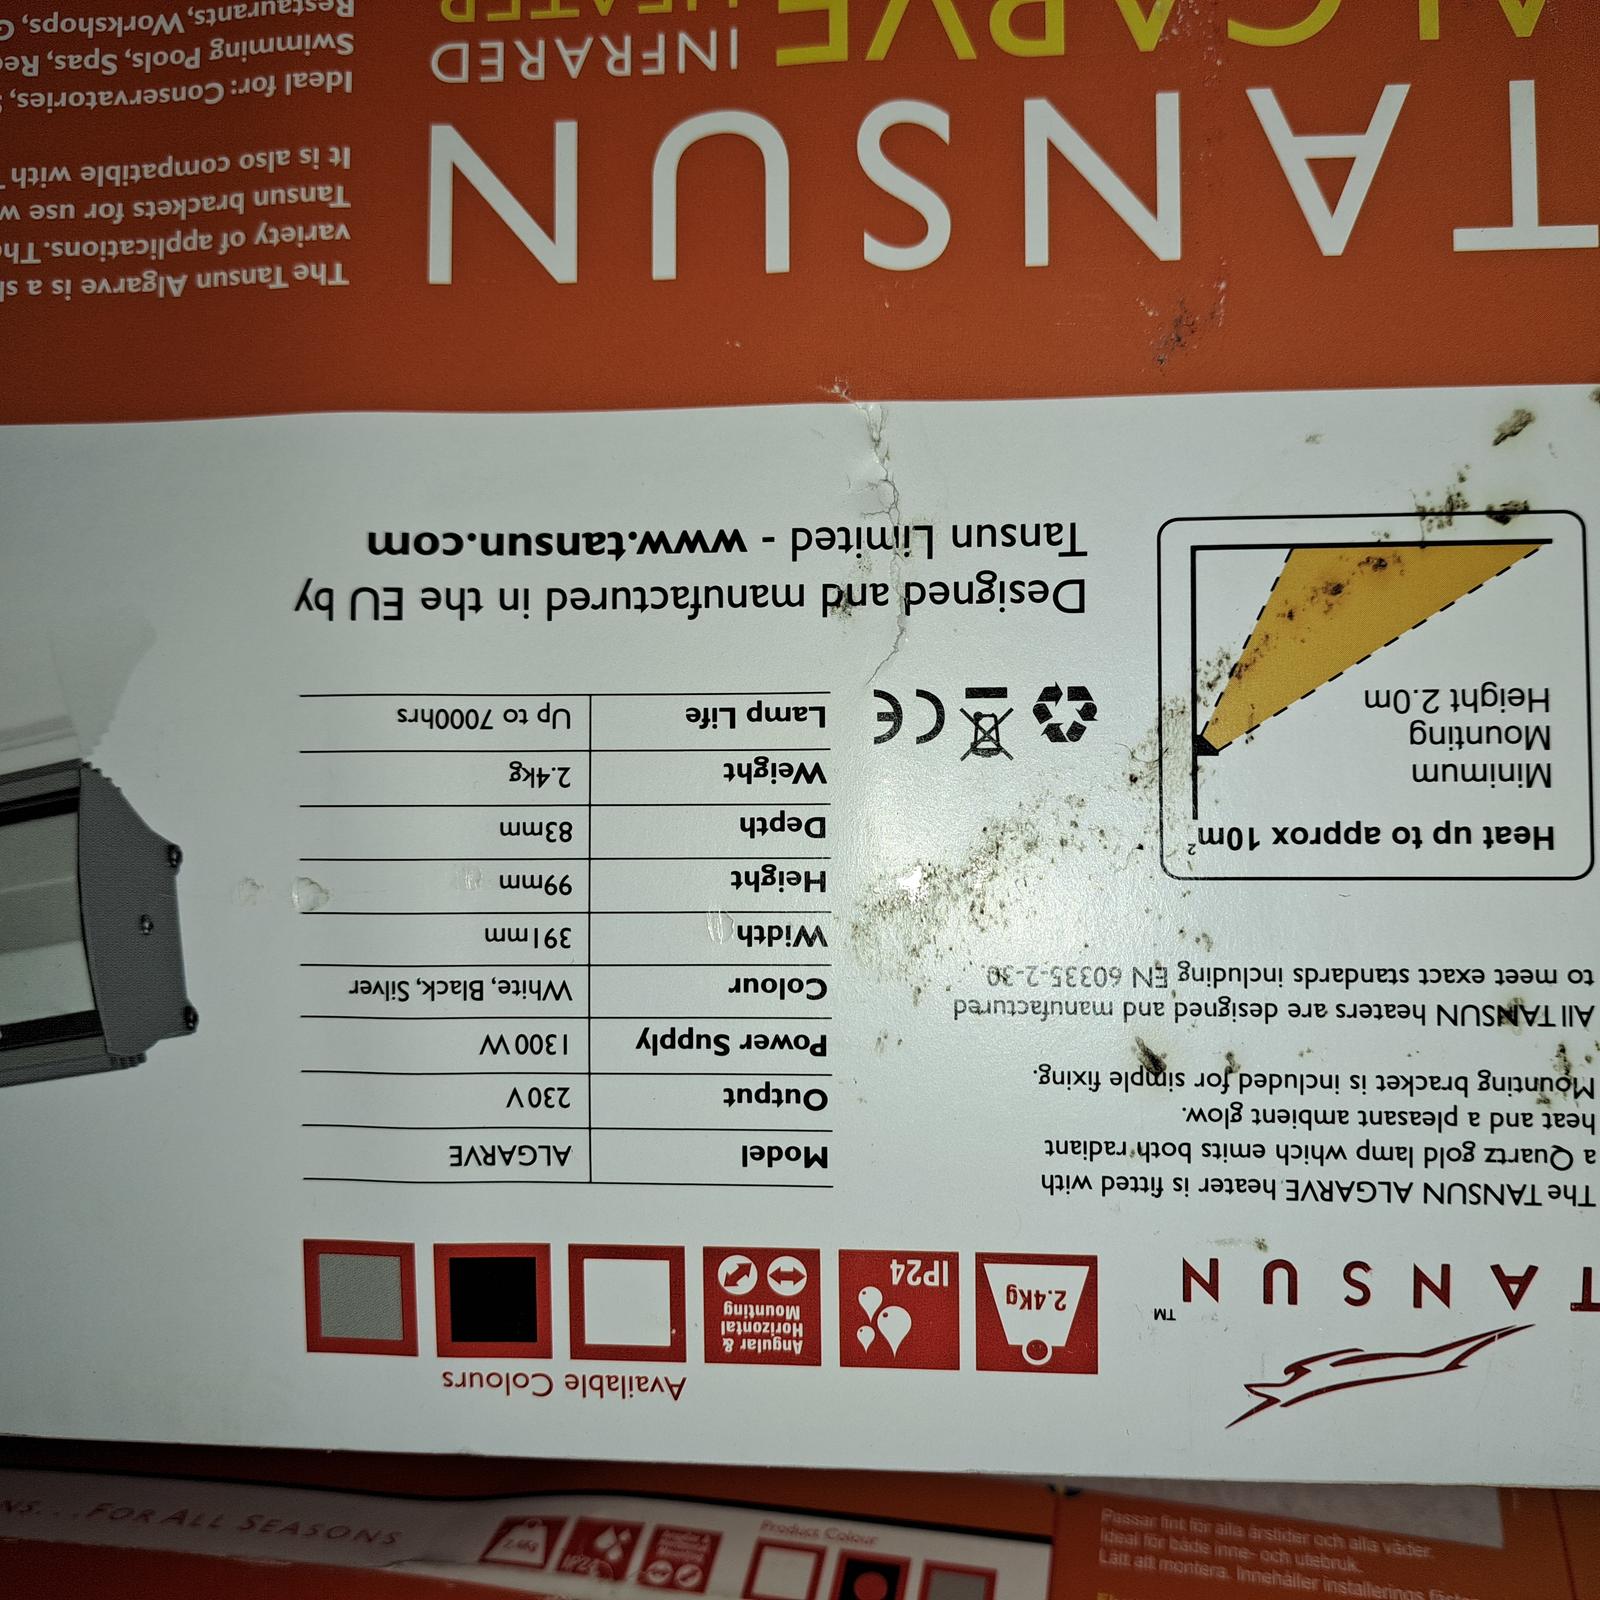 TANSUN™
Available Colours
2.4Kg
IP24
Angular &
Horizontal
Mounting
The TANSUN ALGARVE heater is fitted with
a Quartz gold lamp which emits both radiant
heat and a pleasant ambient glow.
Mounting bracket is included for simple fixing.
All TANSUN heaters are designed and manufactured
to meet exact standards including EN 60335-2-30.
Model ALGARVE
Output 230V
Power Supply 1300W
Colour White, Black, Silver
Width 391mm
Height 99mm
Depth 83mm
Weight 2.4kg
Lamp Life Up to 7000hrs
Heat up to approx 10m²
Minimum
Mounting
Height 2.0m
CE
Designed and manufactured in the EU by
Tansun Limited - www.tansun.com
TANSUN
ALGARVE
INFRARED
HEATER
The Tansun Algarve is a
variety of applications. The
Tansun brackets for use
It is also compatible with
Ideal for: Conservatories,
Swimming Pools, Spas,
Restaurants, Workshops,
FOR ALL SEASONS
2.4Kg
IP24
Product Colour
Passar fint för alla årstider och alla väder.
Ideal för både inne- och utebruk.
Lätt att montera. Innehåller installerings